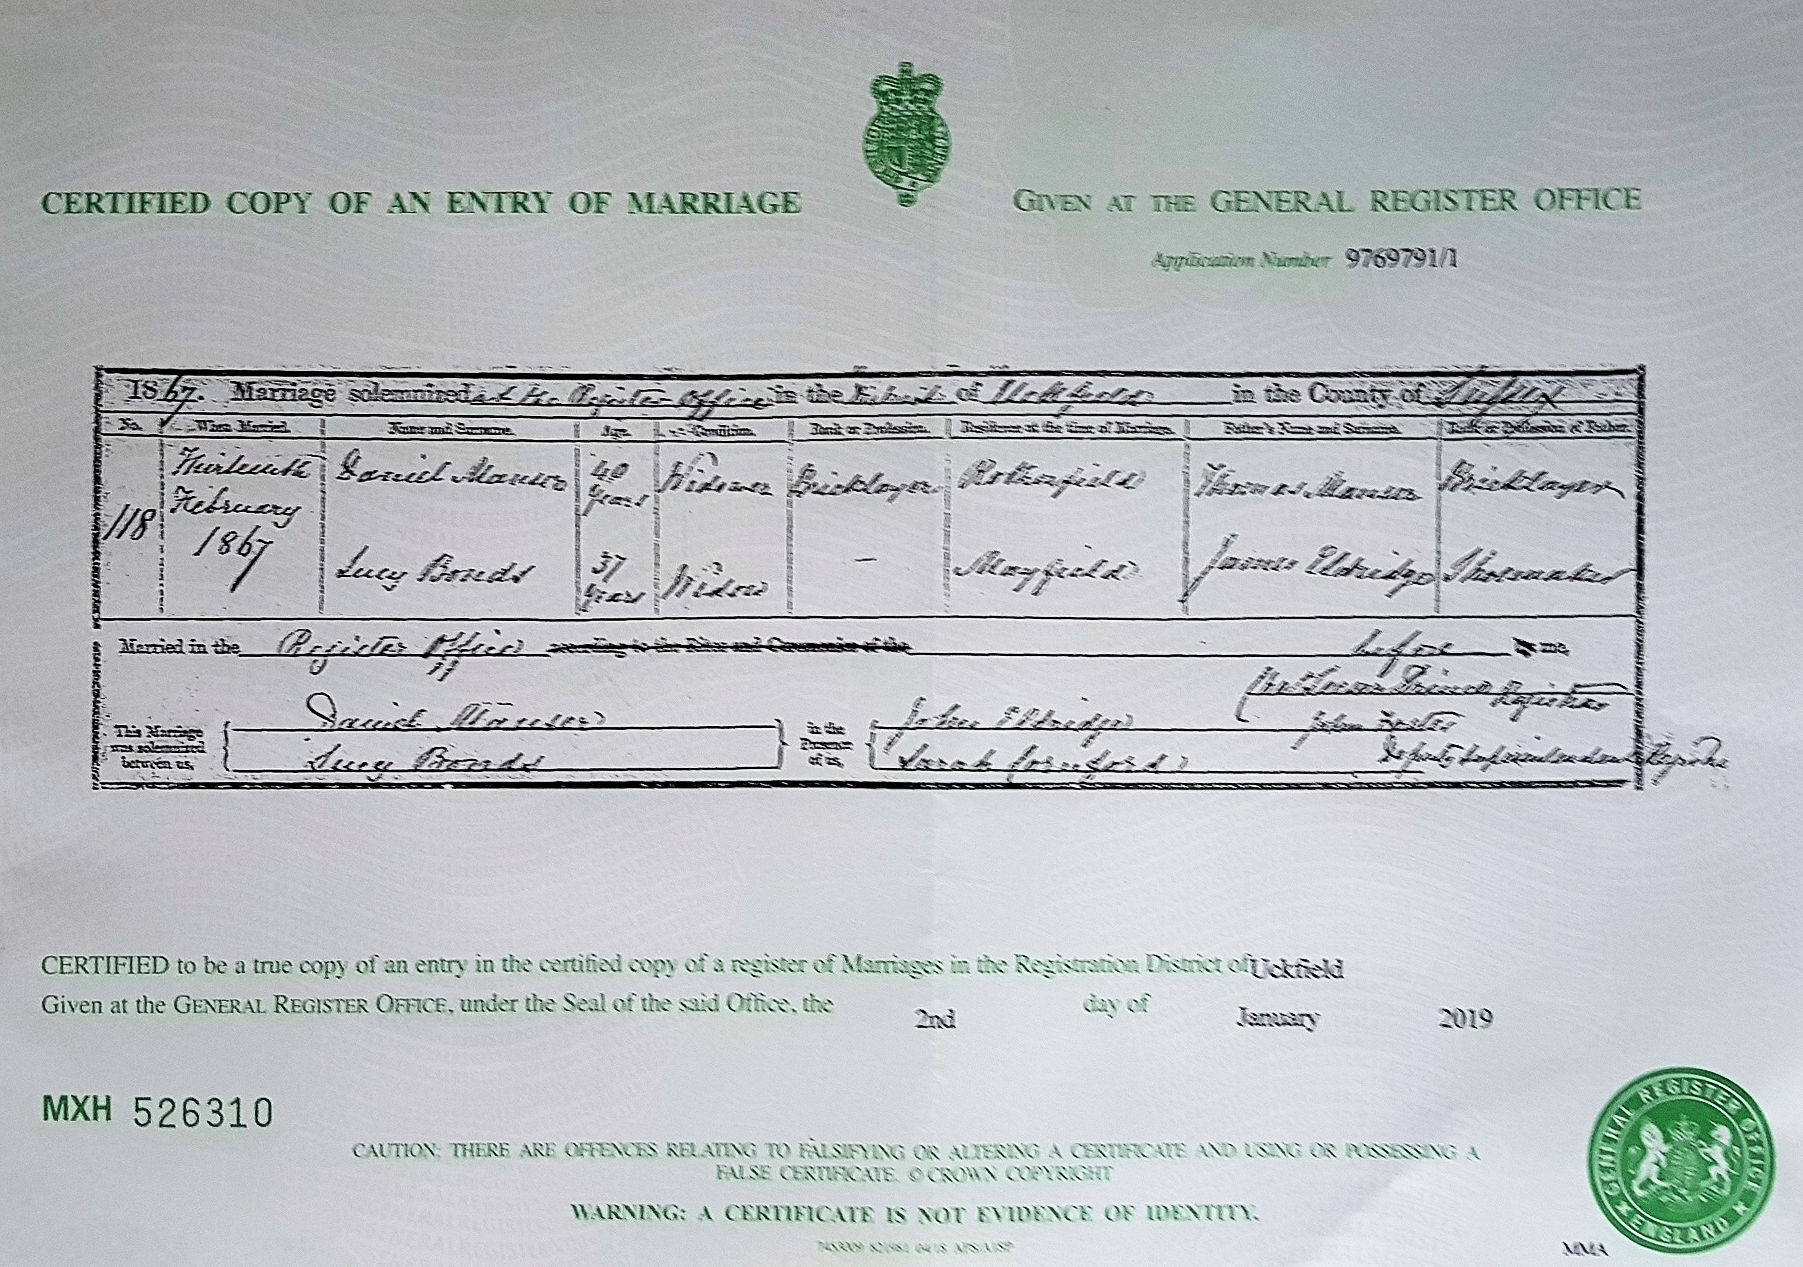 CERTIFIED COPY OF AN ENTRY OF MARRIAGE
GIVEN AT THE GENERAL REGISTER OFFICE
Application Number 9769791/1
1867. Marriage solemnized at the Register Office in the District of Uckfield in the County of Sussex
No. When Married. Name and Surname. Age. Condition. Rank or Profession. Residence at the time of Marriage. Father's Name and Surname. Rank or Profession of Father.
118 Thirteenth February 1867
Daniel Manser 40 years Widower Bricklayer Rotherfield Thomas Manser Bricklayer
Lucy Bonds 37 years Widow — Mayfield James Eldridge Shoemaker
Married in the Register Office according to the Rites and Ceremonies of the before me,
This Marriage was solemnized between us,
Daniel Manser
Lucy Bonds
in the Presence of us,
John Eldridge
Sarah Cornford
Registrar
John Foster
Deputy Superintendent Registrar
CERTIFIED to be a true copy of an entry in the certified copy of a register of Marriages in the Registration District of Uckfield
Given at the GENERAL REGISTER OFFICE, under the Seal of the said Office, the 2nd day of January 2019
MXH 526310
CAUTION: THERE ARE OFFENCES RELATING TO FALSIFYING OR ALTERING A CERTIFICATE AND USING OR POSSESSING A
FALSE CERTIFICATE. © CROWN COPYRIGHT
WARNING: A CERTIFICATE IS NOT EVIDENCE OF IDENTITY.
GENERAL REGISTER OFFICE ENGLAND
MMA